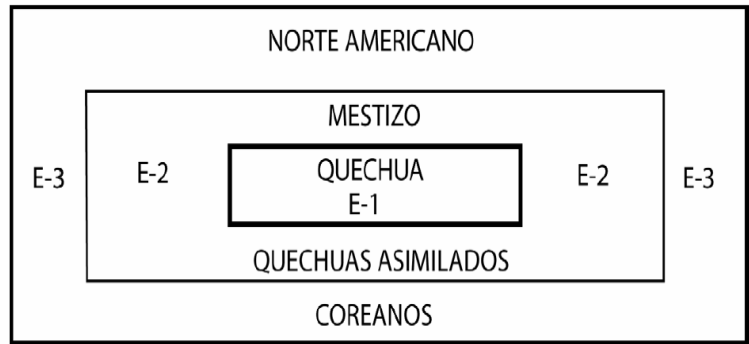 NORTE AMERICANO
MESTIZO
E-3 E-2 QUECHUA E-2 E-3
E-1
QUECHUAS ASIMILADOS
COREANOS